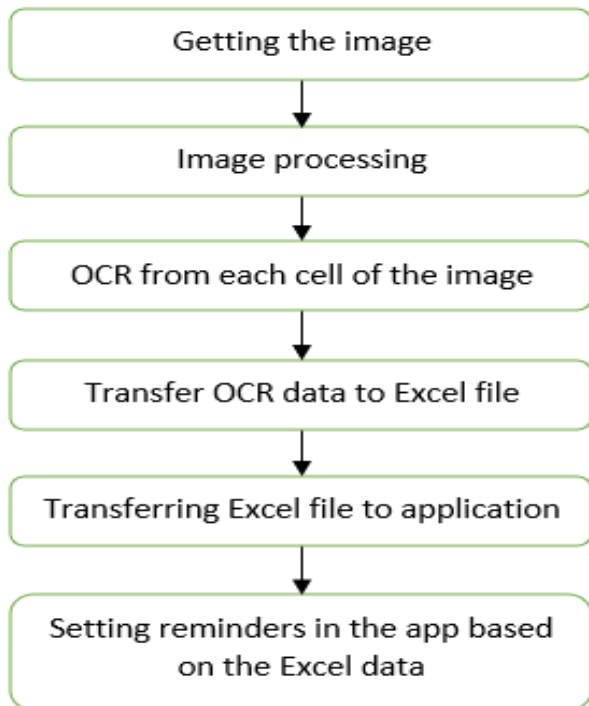 Getting the image
Image processing
OCR from each cell of the image
Transfer OCR data to Excel file
Transferring Excel file to application
Setting reminders in the app based
on the Excel data